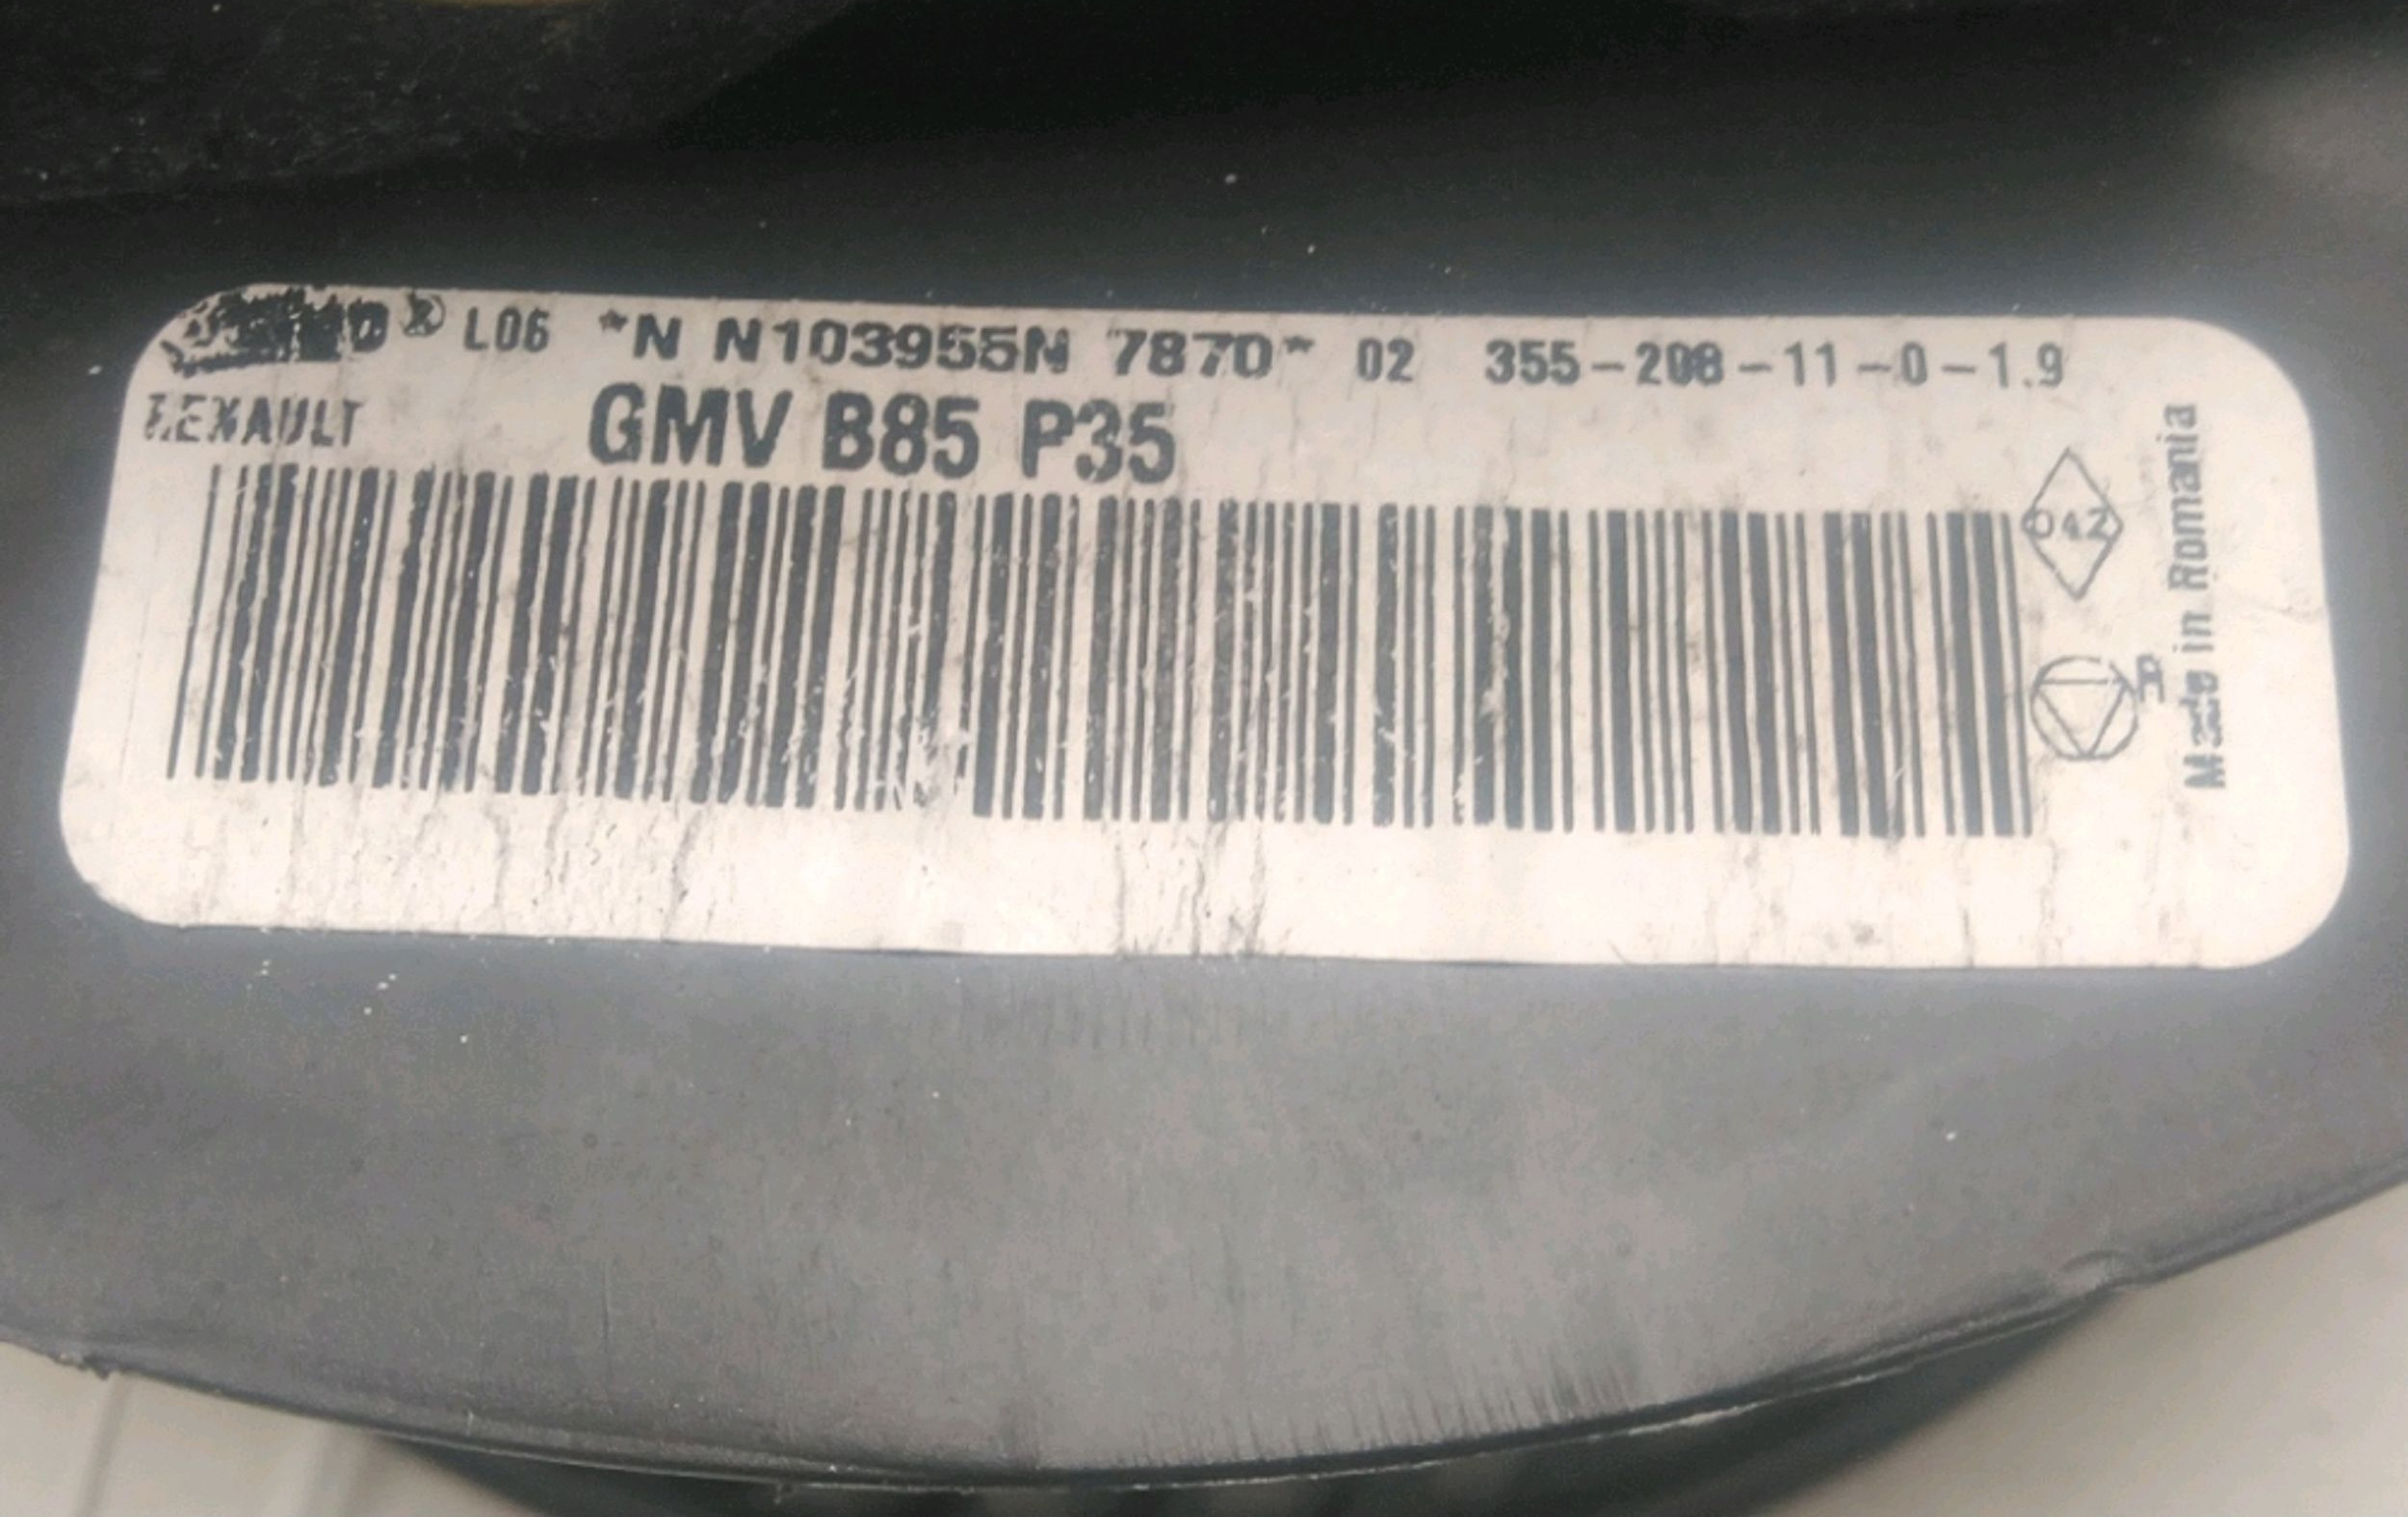 L06 *N N103955N 7870* 02 355-208-11-0-1.9
RENAULT GMV B85 P35
042
Made in Romania